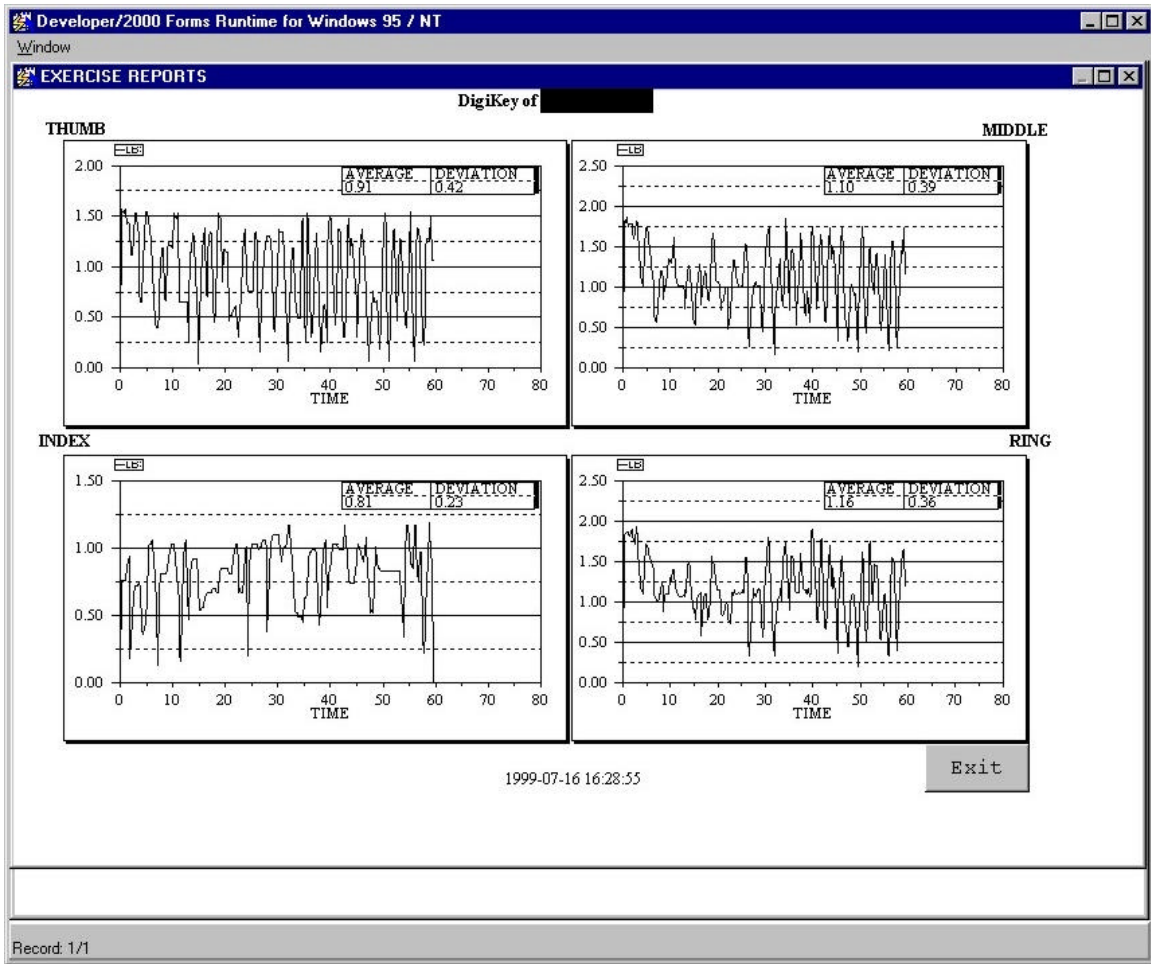 Developer/2000 Forms Runtime for Windows 95 / NT
Window
EXERCISE REPORTS
DigiKey of
THUMB
LB:
AVERAGE DEVIATION
0.91 0.42
2.00
1.50
1.00
0.50
0.00
0 10 20 30 40 50 60 70 80
TIME
MIDDLE
LB
AVERAGE DEVIATION
1.10 0.39
2.50
2.00
1.50
1.00
0.50
0.00
0 10 20 30 40 50 60 70 80
TIME
INDEX
LB:
AVERAGE DEVIATION
0.81 0.23
1.50
1.00
0.50
0.00
0 10 20 30 40 50 60 70 80
TIME
RING
LB
AVERAGE DEVIATION
1.16 0.36
2.50
2.00
1.50
1.00
0.50
0.00
0 10 20 30 40 50 60 70 80
TIME
1999-07-16 16:28:55
Exit
Record: 1/1